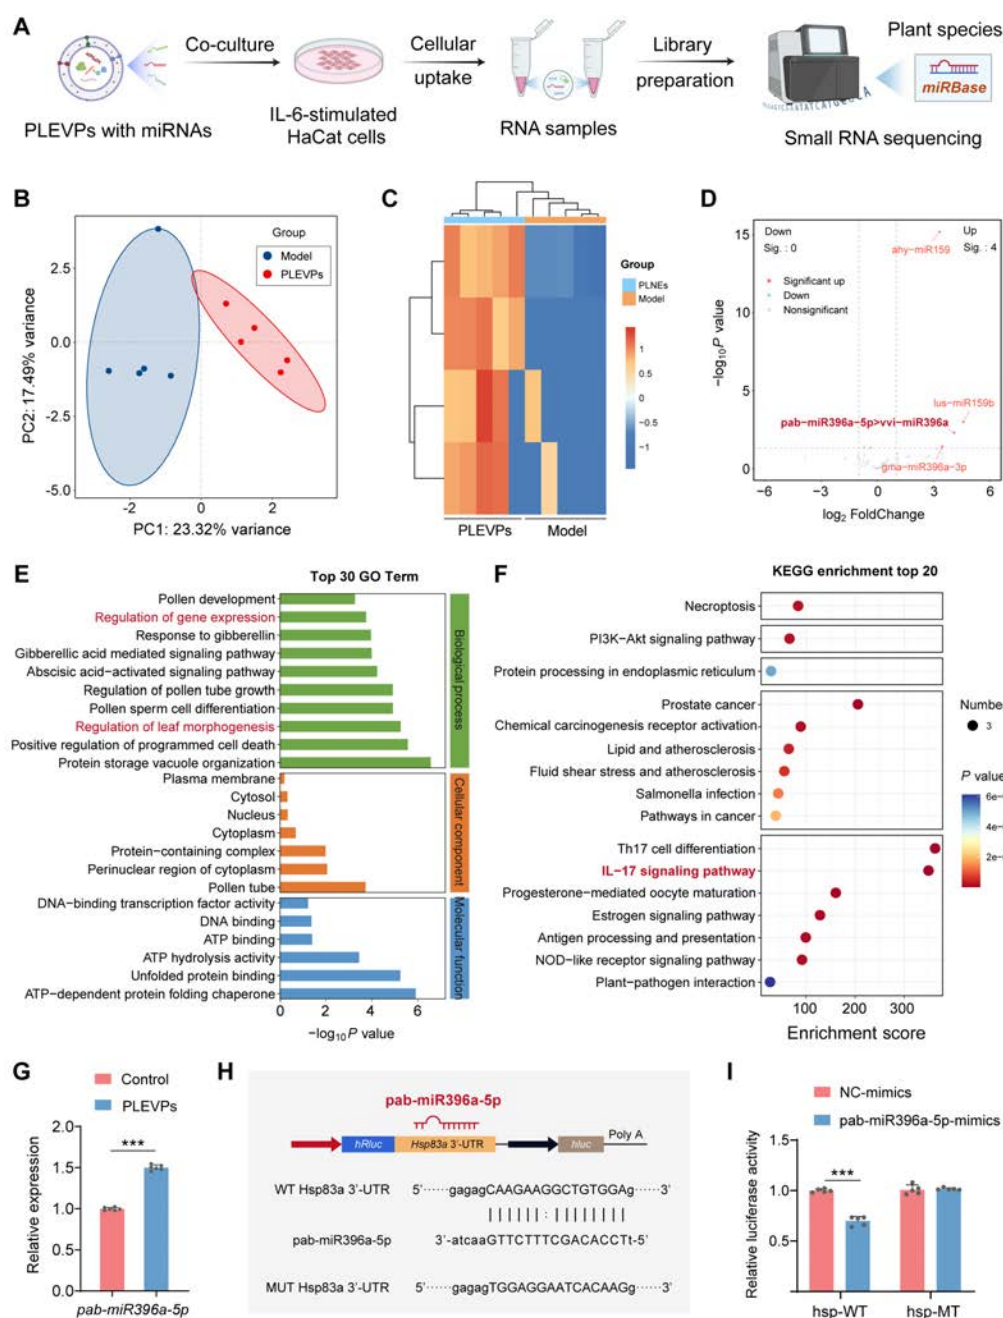 A
Co-culture
Cellular
uptake
Library
preparation
Plant species
miRBase
PLEVPs with miRNAs
IL-6-stimulated
HaCat cells
RNA samples
Small RNA sequencing
B
Group
Model
PLEVPs
2.5
0.0
-2.5
-5.0
-2
0
2
PC2: 17.49% variance
PC1: 23.32% variance
C
Group
PLNEs
Model
1
0.5
0
−0.5
−1
PLEVPs
Model
D
Down
Sig. : 0
Up
Sig. : 4
ahy-miR159
Significant up
Down
Nonsignificant
lus-miR159b
pab-miR396a-5p>vvi-miR396a
gma-miR396a-3p
15
10
5
0
−6
−3
0
3
6
−log10P value
log2 FoldChange
E
Top 30 GO Term
Pollen development
Regulation of gene expression
Response to gibberellin
Gibberellic acid mediated signaling pathway
Abscisic acid-activated signaling pathway
Regulation of pollen tube growth
Pollen sperm cell differentiation
Regulation of leaf morphogenesis
Positive regulation of programmed cell death
Protein storage vacuole organization
Plasma membrane
Cytosol
Nucleus
Cytoplasm
Protein-containing complex
Perinuclear region of cytoplasm
Pollen tube
DNA-binding transcription factor activity
DNA binding
ATP binding
ATP hydrolysis activity
Unfolded protein binding
ATP-dependent protein folding chaperone
Biological process
Cellular component
Molecular function
0
2
4
6
−log10P value
F
KEGG enrichment top 20
Necroptosis
PI3K−Akt signaling pathway
Protein processing in endoplasmic reticulum
Prostate cancer
Chemical carcinogenesis receptor activation
Lipid and atherosclerosis
Fluid shear stress and atherosclerosis
Salmonella infection
Pathways in cancer
Th17 cell differentiation
IL−17 signaling pathway
Progesterone-mediated oocyte maturation
Estrogen signaling pathway
Antigen processing and presentation
NOD-like receptor signaling pathway
Plant-pathogen interaction
100
200
300
Enrichment score
Number
3
P value
6e−
4e−
2e−
G
Control
PLEVPs
2.0
1.5
1.0
0.5
0.0
***
Relative expression
pab-miR396a-5p
H
pab-miR396a-5p
hRluc
Hsp83a 3'-UTR
hluc
Poly A
WT Hsp83a 3'-UTR 5'······gagagCAAGAAGGCTGTGGAg······3'
pab-miR396a-5p 3'-atcaaGTTCTTTCGACACCTt-5'
MUT Hsp83a 3'-UTR 5'······gagagTGGAGGAATCACAAGg······3'
I
NC-mimics
pab-miR396a-5p-mimics
1.5
1.0
0.5
***
Relative luciferase activity
hsp-WT
hsp-MT